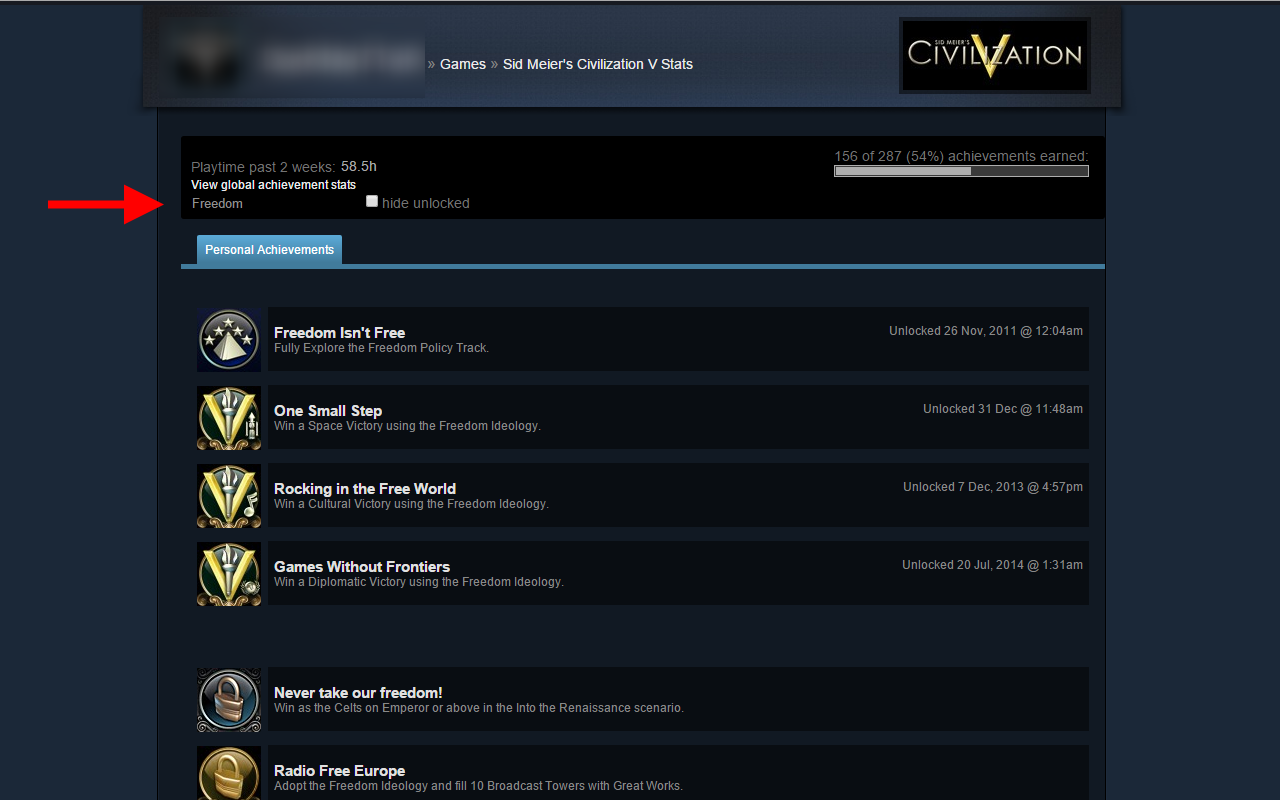 » Games » Sid Meier's Civilization V Stats
SID MEIER'S
CIVILIZATION
Playtime past 2 weeks: 58.5h
156 of 287 (54%) achievements earned:
View global achievement stats
Freedom
hide unlocked
Personal Achievements
Freedom Isn't Free
Unlocked 26 Nov, 2011 @ 12:04am
Fully Explore the Freedom Policy Track.
One Small Step
Unlocked 31 Dec @ 11:48am
Win a Space Victory using the Freedom Ideology.
Rocking in the Free World
Unlocked 7 Dec, 2013 @ 4:57pm
Win a Cultural Victory using the Freedom Ideology.
Games Without Frontiers
Unlocked 20 Jul, 2014 @ 1:31am
Win a Diplomatic Victory using the Freedom Ideology.
Never take our freedom!
Win as the Celts on Emperor or above in the Into the Renaissance scenario.
Radio Free Europe
Adopt the Freedom Ideology and fill 10 Broadcast Towers with Great Works.